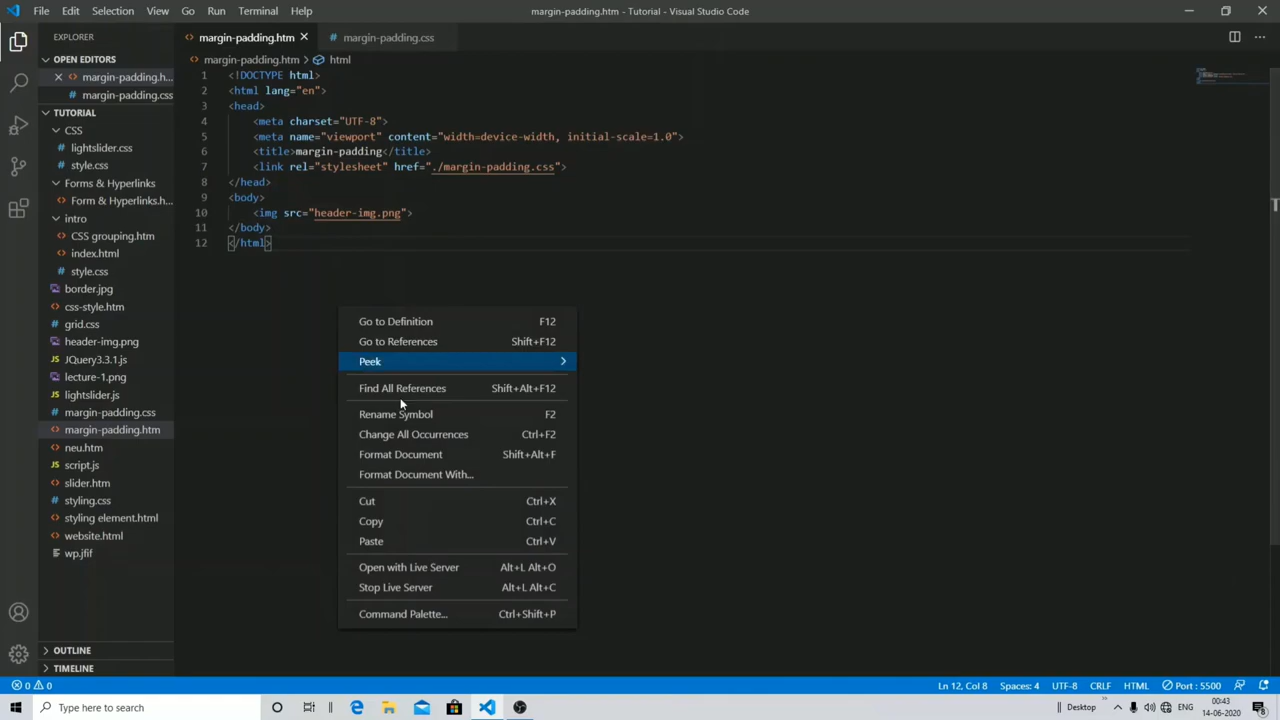 File Edit Selection View Go Run Terminal Help margin-padding.htm - Tutorial - Visual Studio Code
EXPLORER
OPEN EDITORS
margin-padding.h...
margin-padding.css
TUTORIAL
CSS
lightslider.css
style.css
Forms & Hyperlinks
Form & Hyperlinks.h...
intro
CSS grouping.htm
index.html
style.css
border.jpg
css-style.htm
grid.css
header-img.png
JQuery3.3.1.js
lecture-1.png
lightslider.js
margin-padding.css
margin-padding.htm
neu.htm
script.js
slider.htm
styling.css
styling element.html
website.html
wp.jfif
OUTLINE
TIMELINE
margin-padding.htm margin-padding.css
margin-padding.htm > html
1 <!DOCTYPE html>
2 <html lang="en">
3 <head>
4 <meta charset="UTF-8">
5 <meta name="viewport" content="width=device-width, initial-scale=1.0">
6 <title>margin-padding</title>
7 <link rel="stylesheet" href="./margin-padding.css">
8 </head>
9 <body>
10 <img src="header-img.png">
11 </body>
12 </html>
Go to Definition F12
Go to References Shift+F12
Peek
Find All References Shift+Alt+F12
Rename Symbol F2
Change All Occurrences Ctrl+F2
Format Document Shift+Alt+F
Format Document With...
Cut Ctrl+X
Copy Ctrl+C
Paste Ctrl+V
Open with Live Server Alt+L Alt+O
Stop Live Server Alt+L Alt+C
Command Palette... Ctrl+Shift+P
0 0 Ln 12, Col 8 Spaces: 4 UTF-8 CRLF HTML Port : 5500
Type here to search Desktop ENG 00:43
14-06-2020